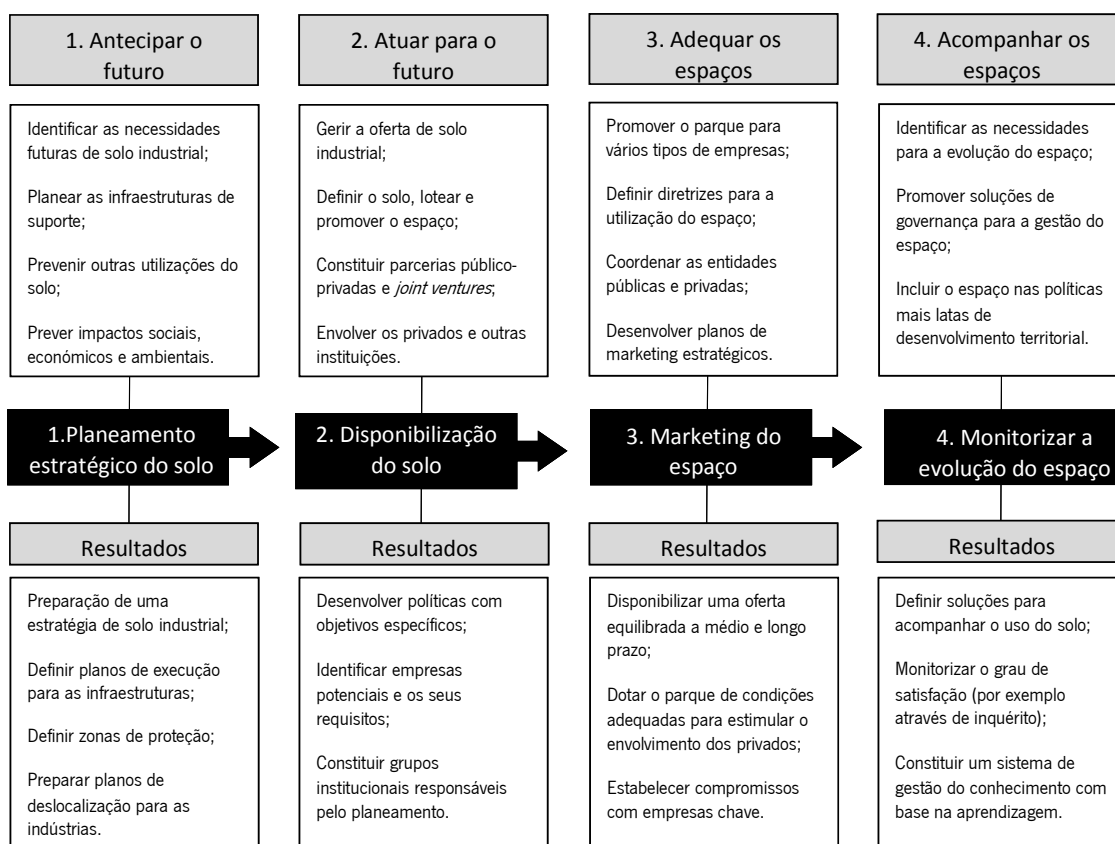 1. Antecipar o
futuro
2. Atuar para o
futuro
3. Adequar os
espaços
4. Acompanhar os
espaços
Identificar as necessidades
futuras de solo industrial;
Planear as infraestruturas de
suporte;
Prevenir outras utilizações do
solo;
Prever impactos sociais,
económicos e ambientais.
Gerir a oferta de solo
industrial;
Definir o solo, lotear e
promover o espaço;
Constituir parcerias público-
privadas e joint ventures;
Envolver os privados e outras
instituições.
Promover o parque para
vários tipos de empresas;
Definir diretrizes para a
utilização do espaço;
Coordenar as entidades
públicas e privadas;
Desenvolver planos de
marketing estratégicos.
Identificar as necessidades
para a evolução do espaço;
Promover soluções de
governança para a gestão do
espaço;
Incluir o espaço nas políticas
mais latas de
desenvolvimento territorial.
1.Planeamento
estratégico do solo
2. Disponibilização
do solo
3. Marketing do
espaço
4. Monitorizar a
evolução do espaço
Resultados
Resultados
Resultados
Resultados
Preparação de uma
estratégia de solo industrial;
Definir planos de execução
para as infraestruturas;
Definir zonas de proteção;
Preparar planos de
deslocalização para as
indústrias.
Desenvolver políticas com
objetivos específicos;
Identificar empresas
potenciais e os seus
requisitos;
Constituir grupos
institucionais responsáveis
pelo planeamento.
Disponibilizar uma oferta
equilibrada a médio e longo
prazo;
Dotar o parque de condições
adequadas para estimular o
envolvimento dos privados;
Estabelecer compromissos
com empresas chave.
Definir soluções para
acompanhar o uso do solo;
Monitorizar o grau de
satisfação (por exemplo
através de inquérito);
Constituir um sistema de
gestão do conhecimento com
base na aprendizagem.